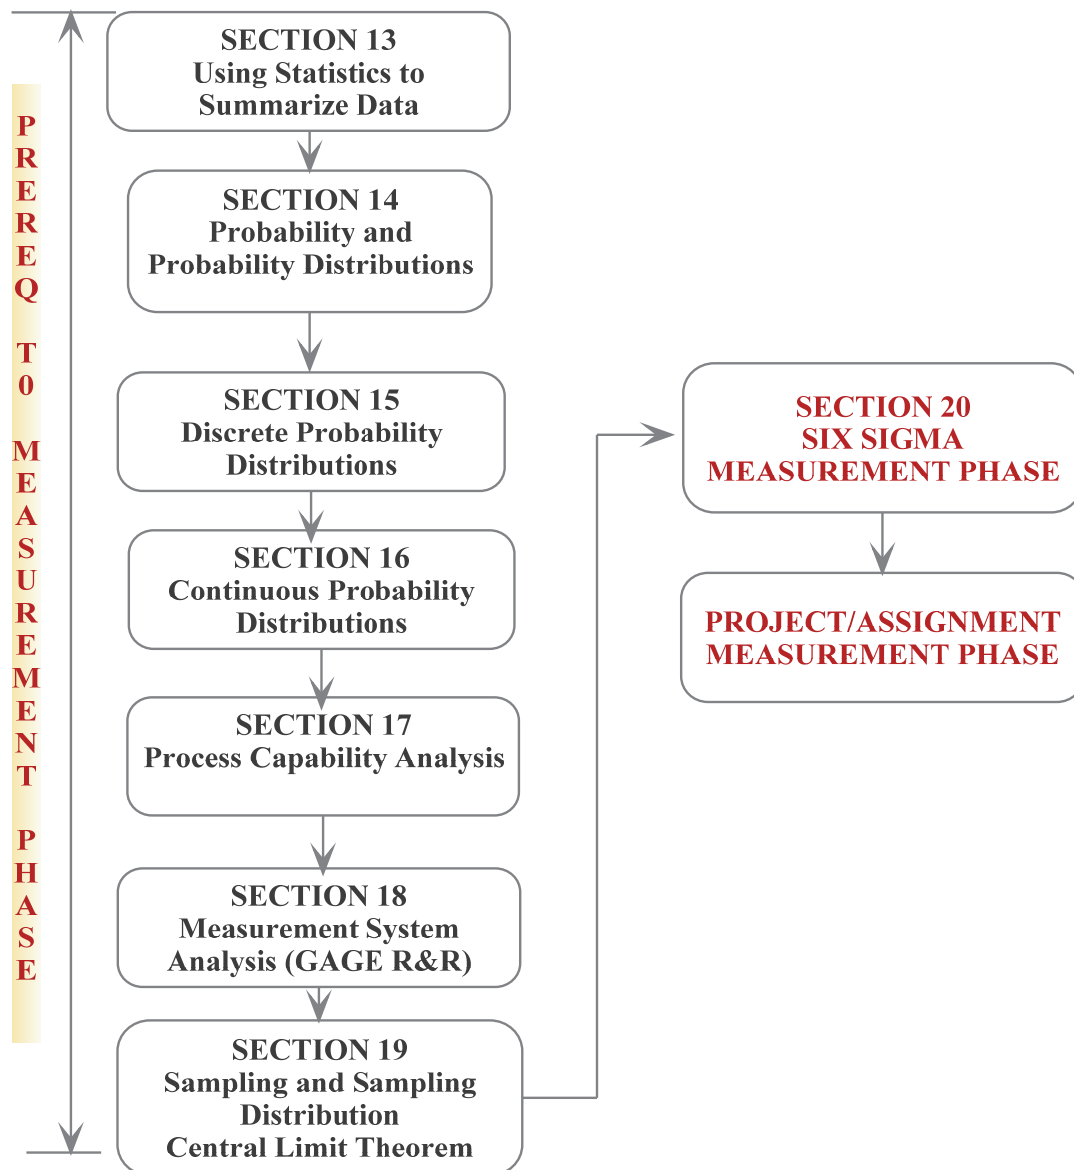 PREREQ T0 MEASUREMENT PHASE
SECTION 13
Using Statistics to
Summarize Data
SECTION 14
Probability and
Probability Distributions
SECTION 15
Discrete Probability
Distributions
SECTION 16
Continuous Probability
Distributions
SECTION 17
Process Capability Analysis
SECTION 18
Measurement System
Analysis (GAGE R&R)
SECTION 19
Sampling and Sampling
Distribution
Central Limit Theorem
SECTION 20
SIX SIGMA
MEASUREMENT PHASE
PROJECT/ASSIGNMENT
MEASUREMENT PHASE